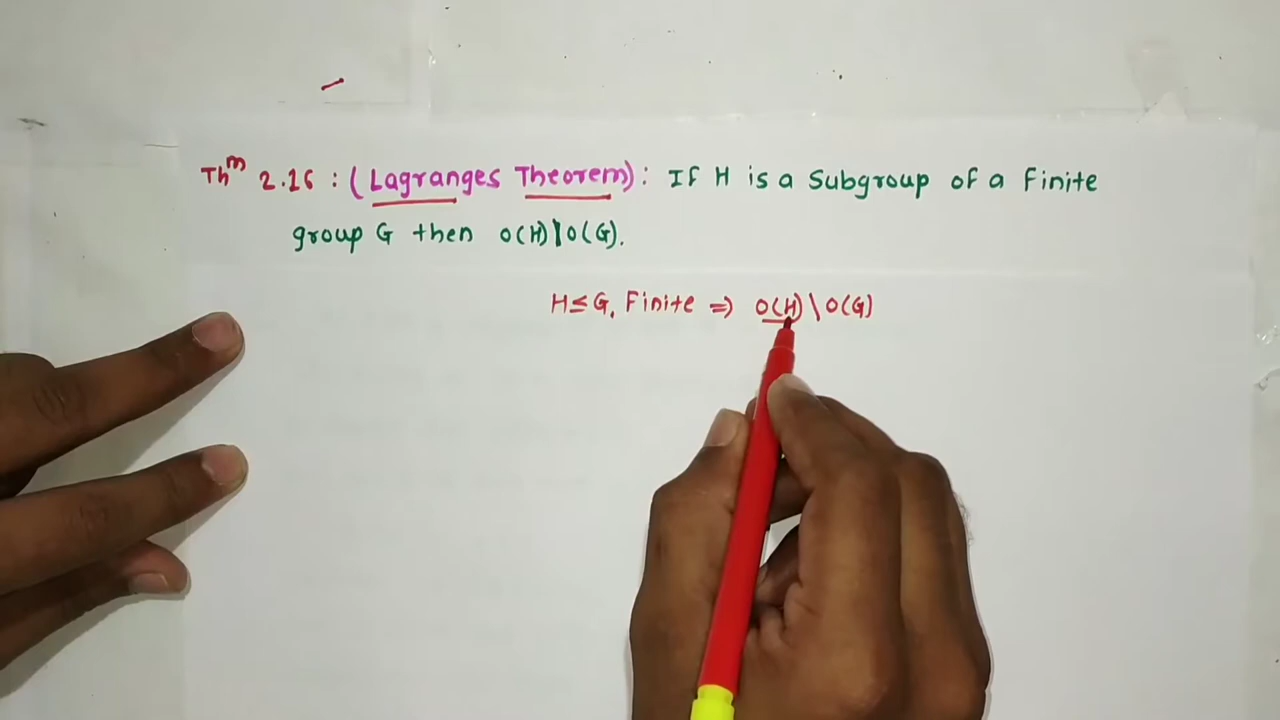 Thm 2.16 : (Lagranges Theorem) : If H is a Subgroup of a Finite
group G then O(H)|O(G).
H≤G, Finite ⇒ O(H)\O(G)